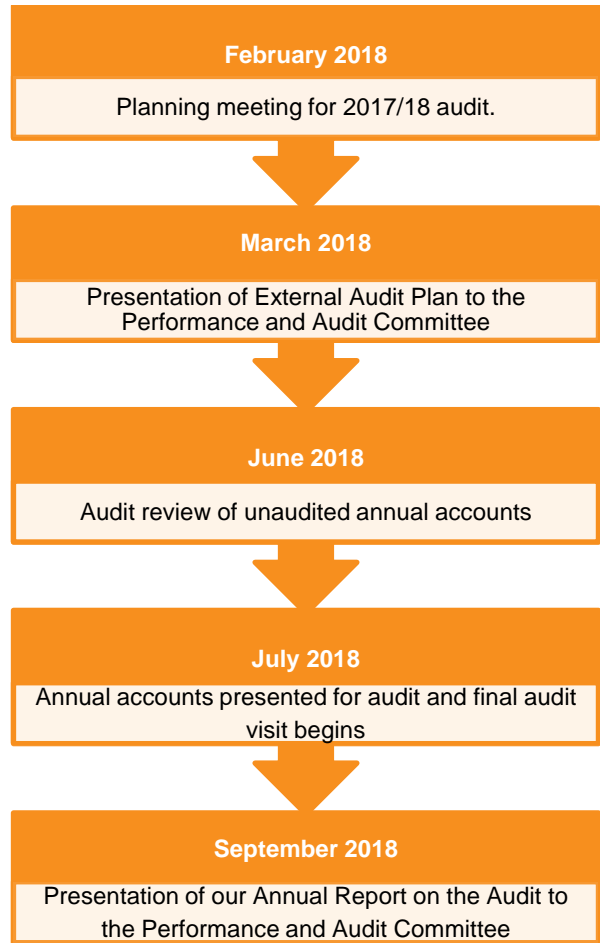 February 2018
Planning meeting for 2017/18 audit.
March 2018
Presentation of External Audit Plan to the
Performance and Audit Committee
June 2018
Audit review of unaudited annual accounts
July 2018
Annual accounts presented for audit and final audit
visit begins
September 2018
Presentation of our Annual Report on the Audit to
the Performance and Audit Committee